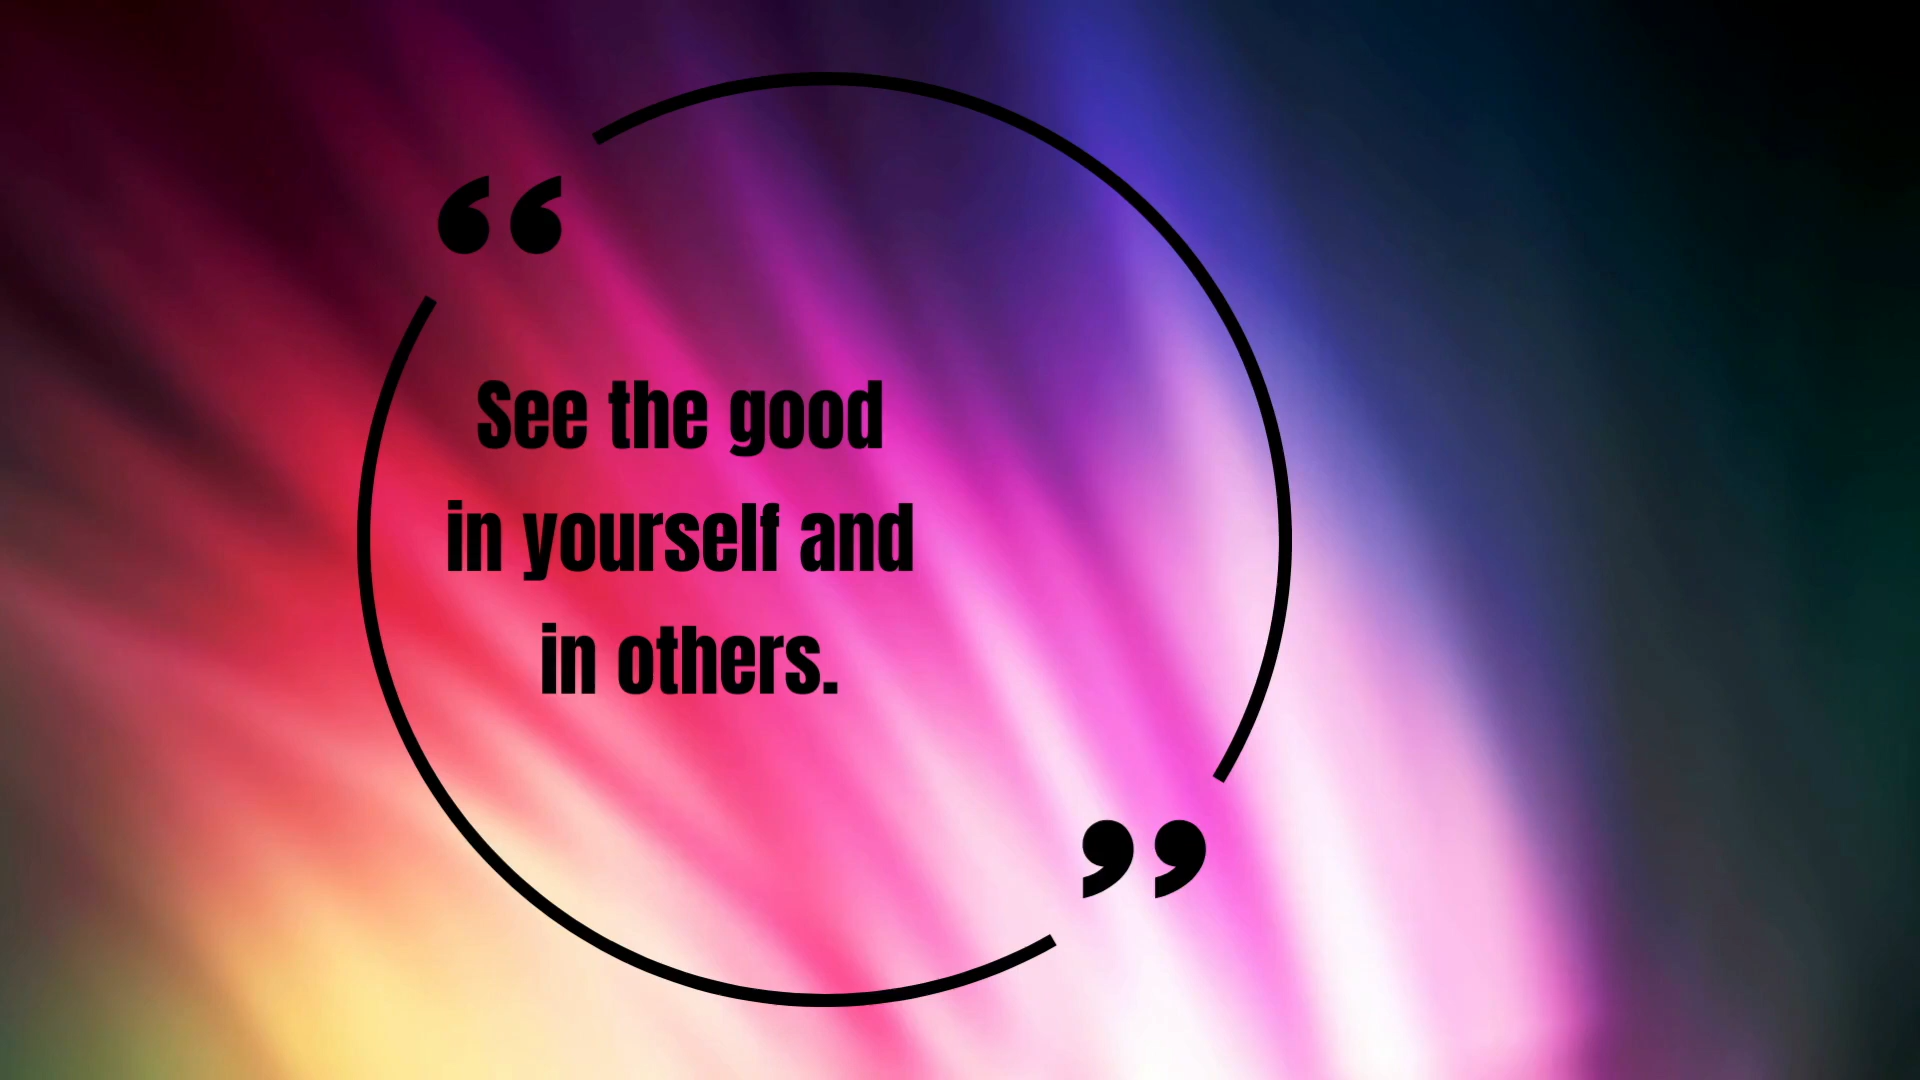 “
See the good
in yourself and
in others.
”